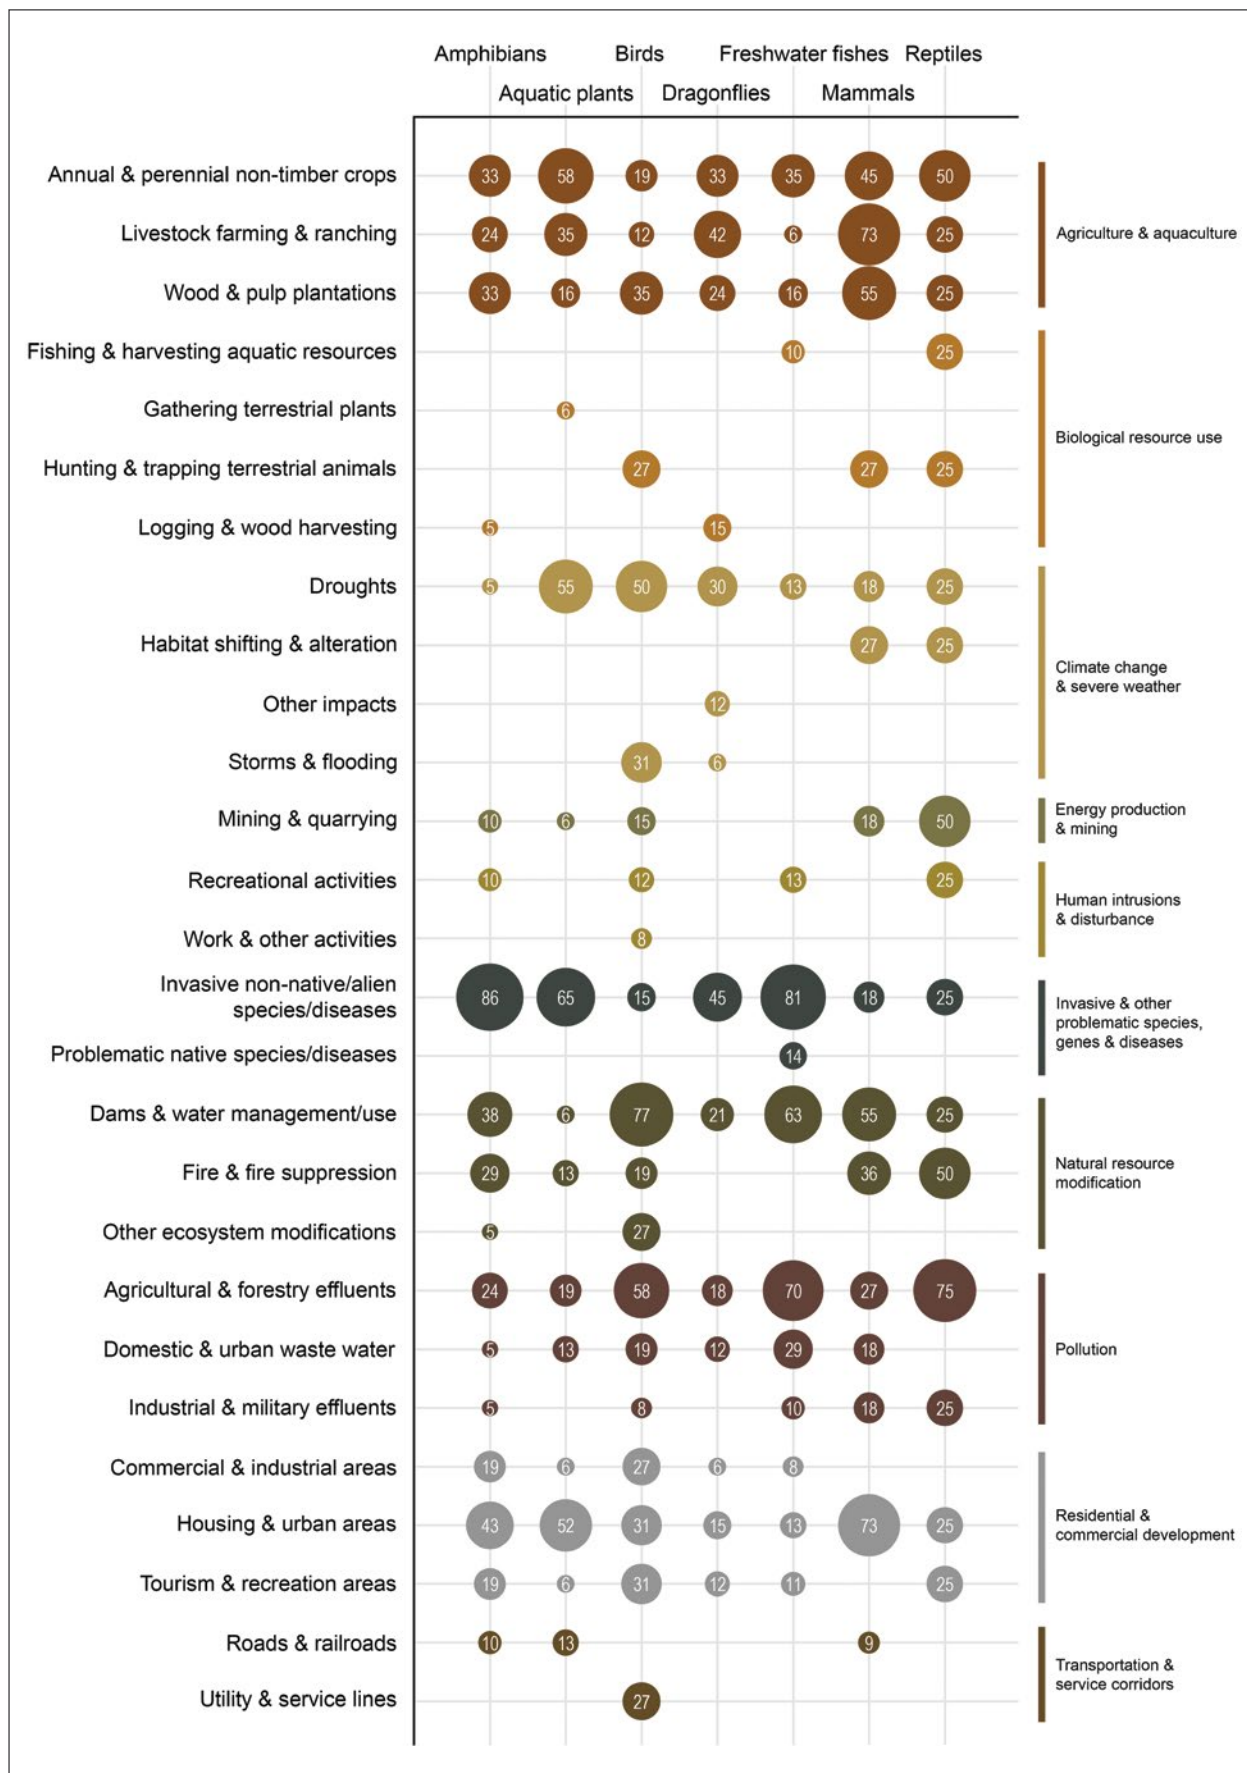 Amphibians Birds Freshwater fishes Reptiles
Aquatic plants Dragonflies Mammals
Annual & perennial non-timber crops 33 58 19 33 35 45 50
Livestock farming & ranching 24 35 12 42 6 73 25
Agriculture & aquaculture
Wood & pulp plantations 33 16 35 24 16 55 25
Fishing & harvesting aquatic resources 10 25
Gathering terrestrial plants 6
Biological resource use
Hunting & trapping terrestrial animals 27 27 25
Logging & wood harvesting 5 15
Droughts 5 55 50 30 13 18 25
Habitat shifting & alteration 27 25
Climate change
& severe weather
Other impacts 12
Storms & flooding 31 6
Mining & quarrying 10 6 15 18 50
Energy production
& mining
Recreational activities 10 12 13 25
Human intrusions
& disturbance
Work & other activities 8
Invasive non-native/alien
species/diseases 86 65 15 45 81 18 25
Invasive & other
problematic species,
genes & diseases
Problematic native species/diseases 14
Dams & water management/use 38 6 77 21 63 55 25
Fire & fire suppression 29 13 19 36 50
Natural resource
modification
Other ecosystem modifications 5 27
Agricultural & forestry effluents 24 19 58 18 70 27 75
Domestic & urban waste water 5 13 19 12 29 18
Pollution
Industrial & military effluents 5 8 10 18 25
Commercial & industrial areas 19 6 27 6 8
Housing & urban areas 43 52 31 15 13 73 25
Residential &
commercial development
Tourism & recreation areas 19 6 31 12 11 25
Roads & railroads 10 13 9
Transportation &
service corridors
Utility & service lines 27